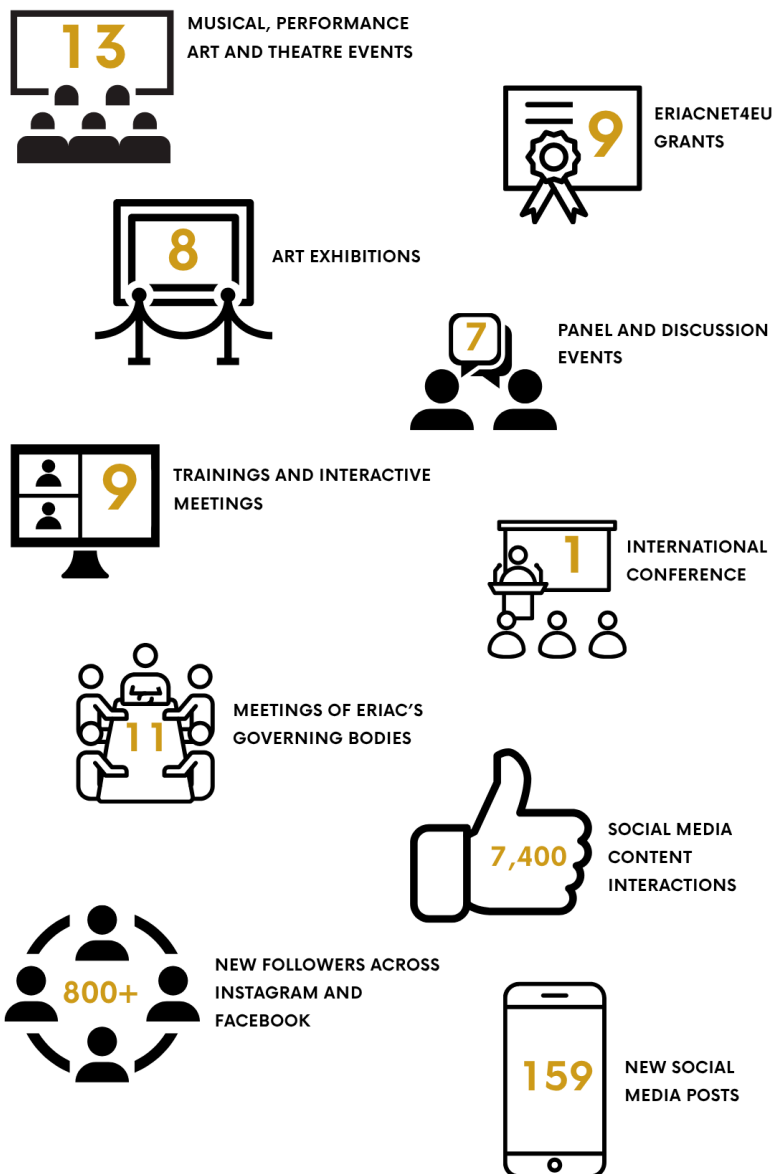 13
MUSICAL, PERFORMANCE
ART AND THEATRE EVENTS
9
ERIACNET4EU
GRANTS
8
ART EXHIBITIONS
7
PANEL AND DISCUSSION
EVENTS
9
TRAININGS AND INTERACTIVE
MEETINGS
1
INTERNATIONAL
CONFERENCE
11
MEETINGS OF ERIAC'S
GOVERNING BODIES
7,400
SOCIAL MEDIA
CONTENT
INTERACTIONS
800+
NEW FOLLOWERS ACROSS
INSTAGRAM AND
FACEBOOK
159
NEW SOCIAL
MEDIA POSTS